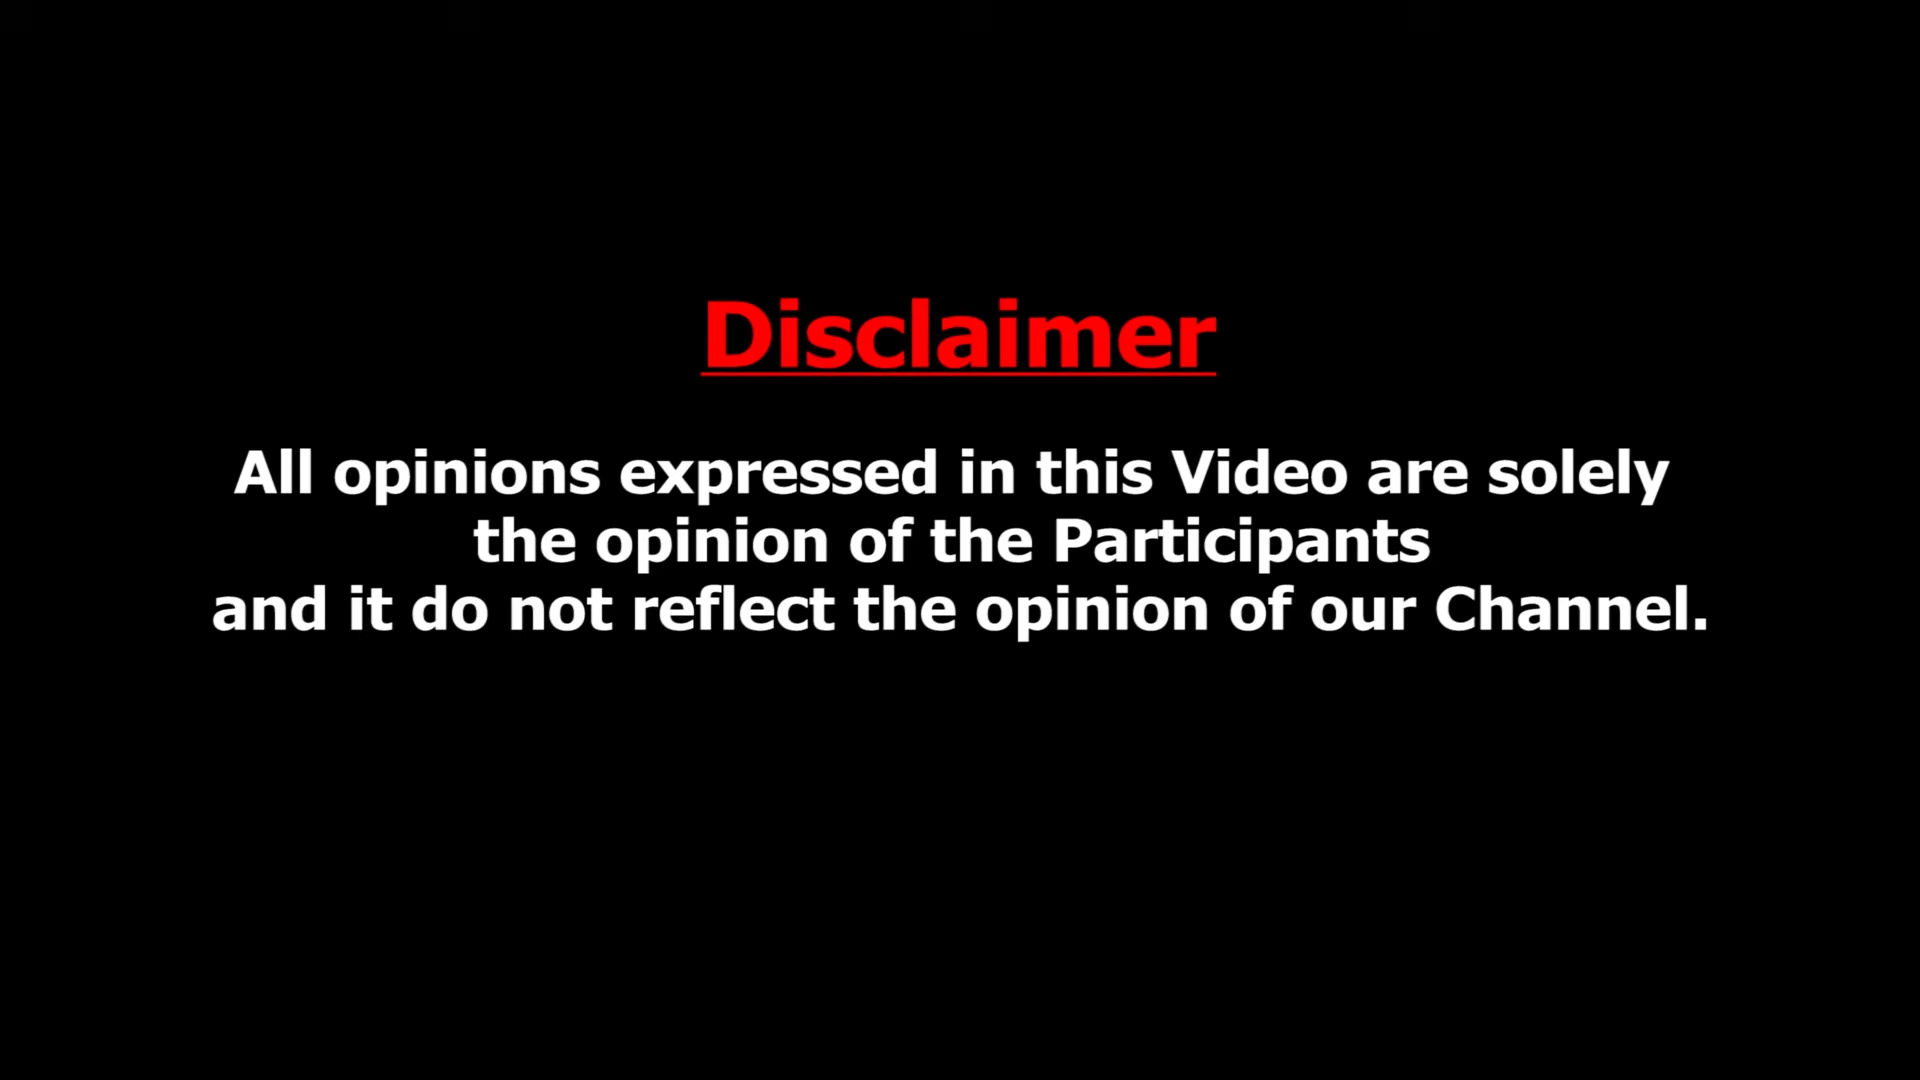 Disclaimer
All opinions expressed in this Video are solely
the opinion of the Participants
and it do not reflect the opinion of our Channel.